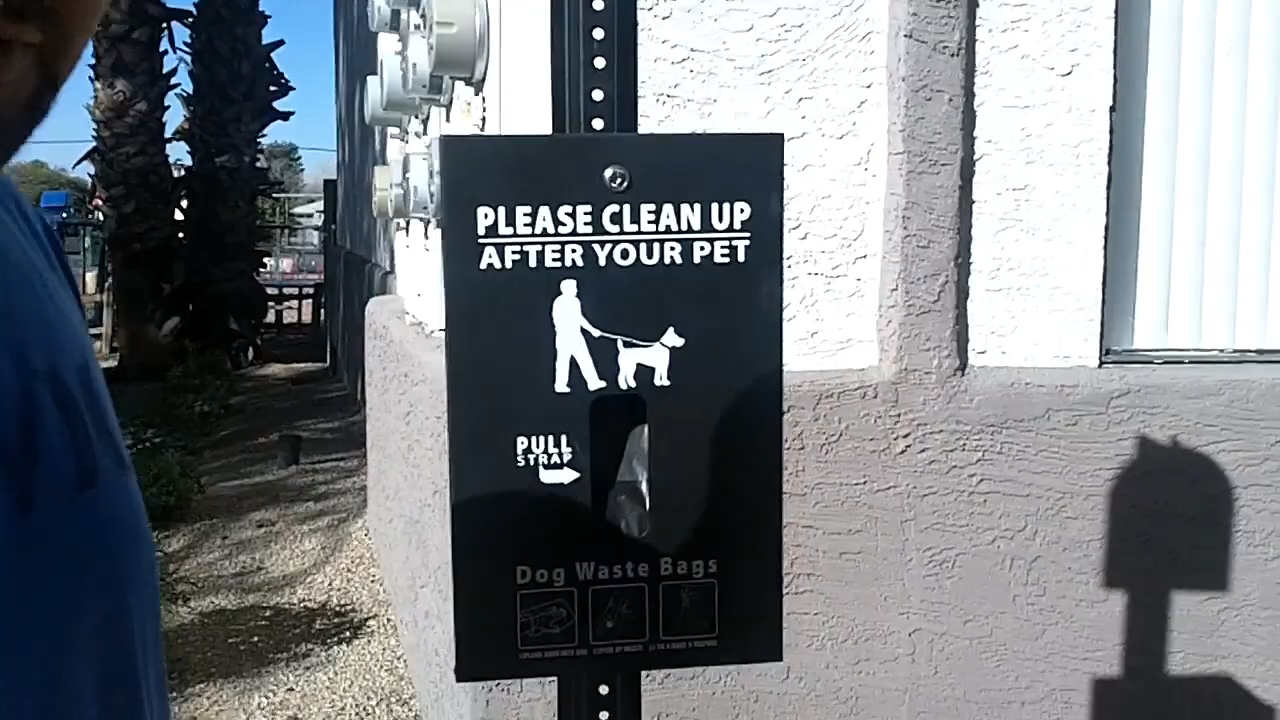 PLEASE CLEAN UP
AFTER YOUR PET
PULL
STRAP
Dog Waste Bags